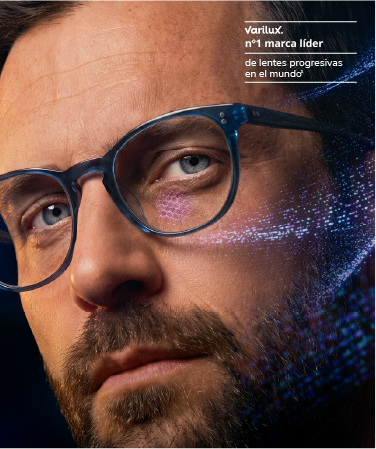 varilux.
nº1 marca líder
de lentes progresivas
en el mundo¹